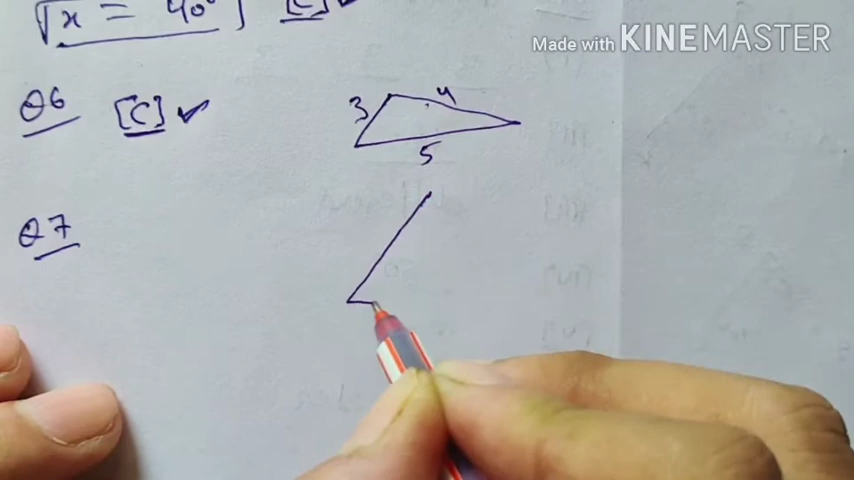 √x = 40° ] [C] ✓
Made with KINEMASTER
Q6 [C] ✓
3 4
5
Q7